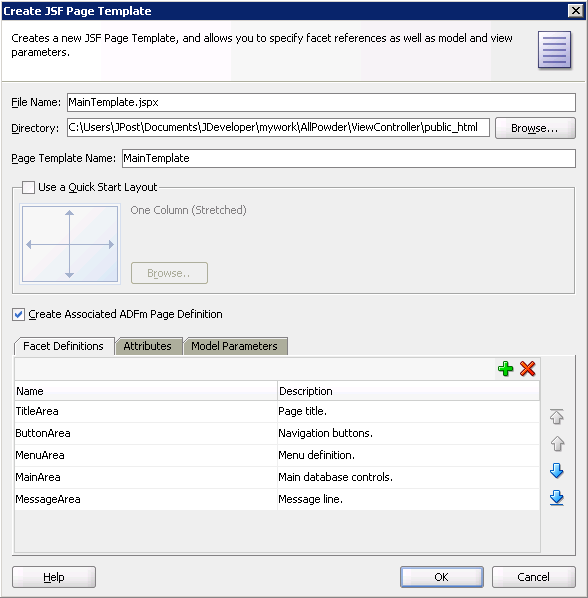 Create JSF Page Template
Creates a new JSF Page Template, and allows you to specify facet references as well as model and view
parameters.
File Name: MainTemplate.jspx
Directory: C:\Users\JPost\Documents\JDeveloper\mywork\AllPowder\ViewController\public_html Browse...
Page Template Name: MainTemplate
Use a Quick Start Layout
One Column (Stretched)
Browse..
Create Associated ADFm Page Definition
Facet Definitions Attributes Model Parameters
Name Description
TitleArea Page title.
ButtonArea Navigation buttons.
MenuArea Menu definition.
MainArea Main database controls.
MessageArea Message line.
Help OK Cancel